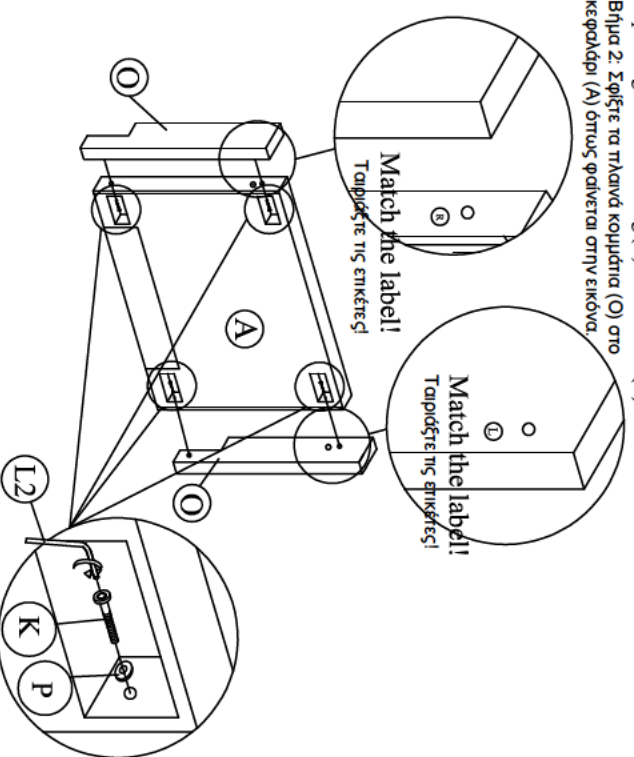 Βήμα 2: Σφίξτε τα πλαινά κομμάτια (Ο) στο
κεφαλάρι (Α) όπως φαίνεται στην εικόνα.
Match the label!
Ταιριάξτε τις ετικέτες!
L
Match the label!
Ταιριάξτε τις ετικέτες!
R
O
A
O
L2
K
P